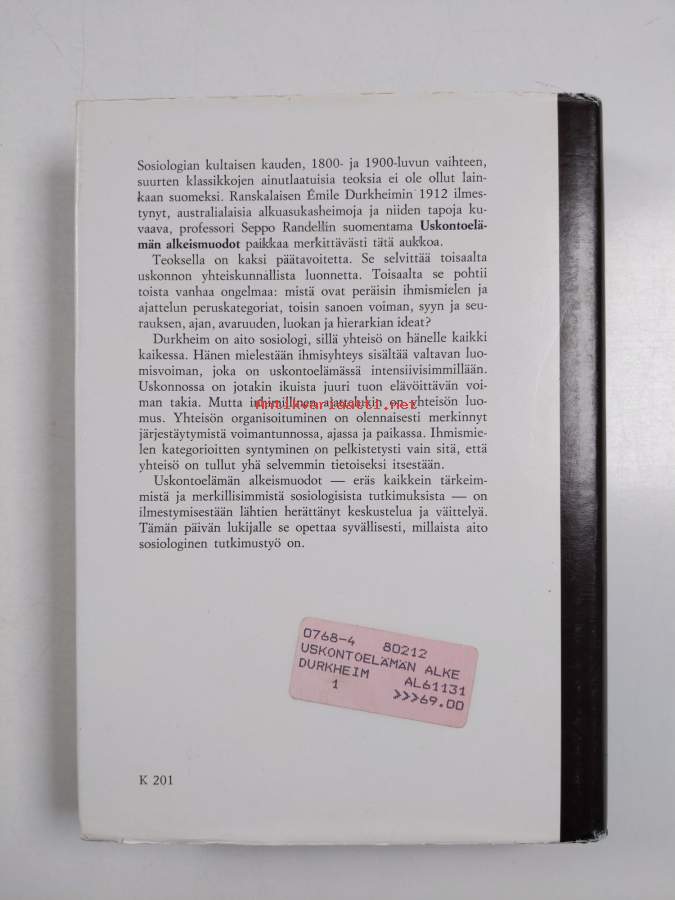 Sosiologian kultaisen kauden, 1800- ja 1900-luvun vaihteen,
suurten klassikkojen ainutlaatuisia teoksia ei ole ollut lain-
kaan suomeksi. Ranskalaisen Émile Durkheimin 1912 ilmes-
tynyt, australialaisia alkuasukasheimoja ja niiden tapoja ku-
vaava, professori Seppo Randellin suomentama Uskontoelä-
män alkeismuodot paikkaa merkittävästi tätä aukkoa.
Teoksella on kaksi päätavoitetta. Se selvittää toisaalta
uskonnon yhteiskunnallista luonnetta. Toisaalta se pohtii
toista vanhaa ongelmaa: mistä ovat peräisin ihmismielen ja
ajattelun peruskategoriat, toisin sanoen voiman, syyn ja seu-
rauksen, ajan, avaruuden, luokan ja hierarkian ideat?
Durkheim on aito sosiologi, sillä yhteisö on hänelle kaikki
kaikessa. Hänen mielestään ihmisyhteys sisältää valtavan luo-
misvoiman, joka on uskontoelämässä intensiivisimmillään.
Uskonnossa on jotakin ikuista juuri tuon elävöittävän voi-
man takia. Mutta inhimillinen ajattelukin on yhteisön luo-
Antikvariaatti.net
mus. Yhteisön organisoituminen on olennaisesti merkinnyt
järjestäytymistä voimantunnossa, ajassa ja paikassa. Ihmismie-
len kategorioitten syntyminen on pelkistetysti vain sitä, että
yhteisö on tullut yhä selvemmin tietoiseksi itsestään.
Uskontoelämän alkeismuodot — eräs kaikkein tärkeim-
mistä ja merkillisimmistä sosiologisista tutkimuksista — on
ilmestymisestään lähtien herättänyt keskustelua ja väittelyä.
Tämän päivän lukijalle se opettaa syvällisesti, millaista aito
sosiologinen tutkimustyö on.
0768-4 80212
USKONTOELÄMÄN ALKE
DURKHEIM AL61131
1 >>>69.00
K 201